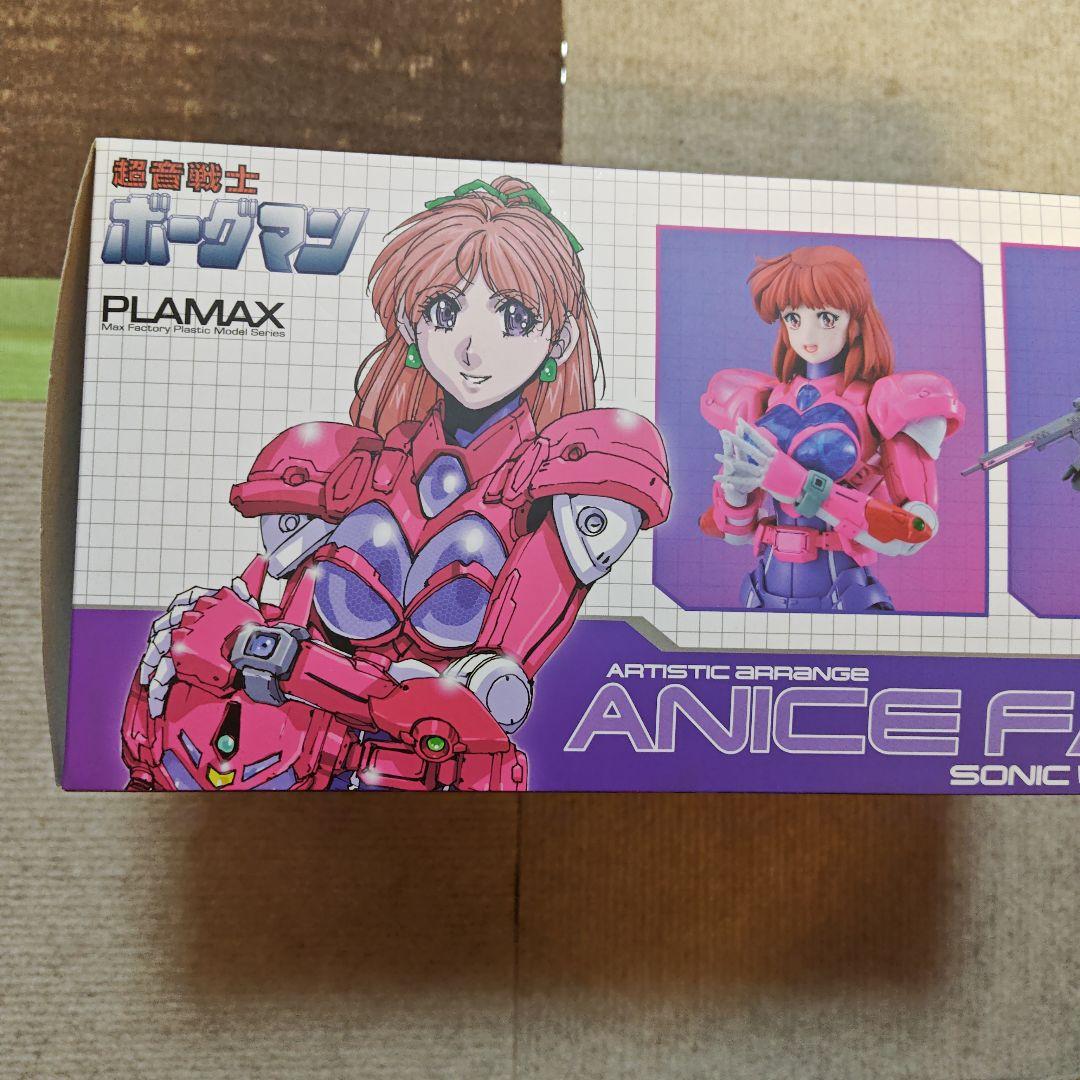 超音戦士
ボーグマン
PLAMAX
Max Factory Plastic Model Series
ARTISTIC ARRANGE
ANICE FA
SONIC